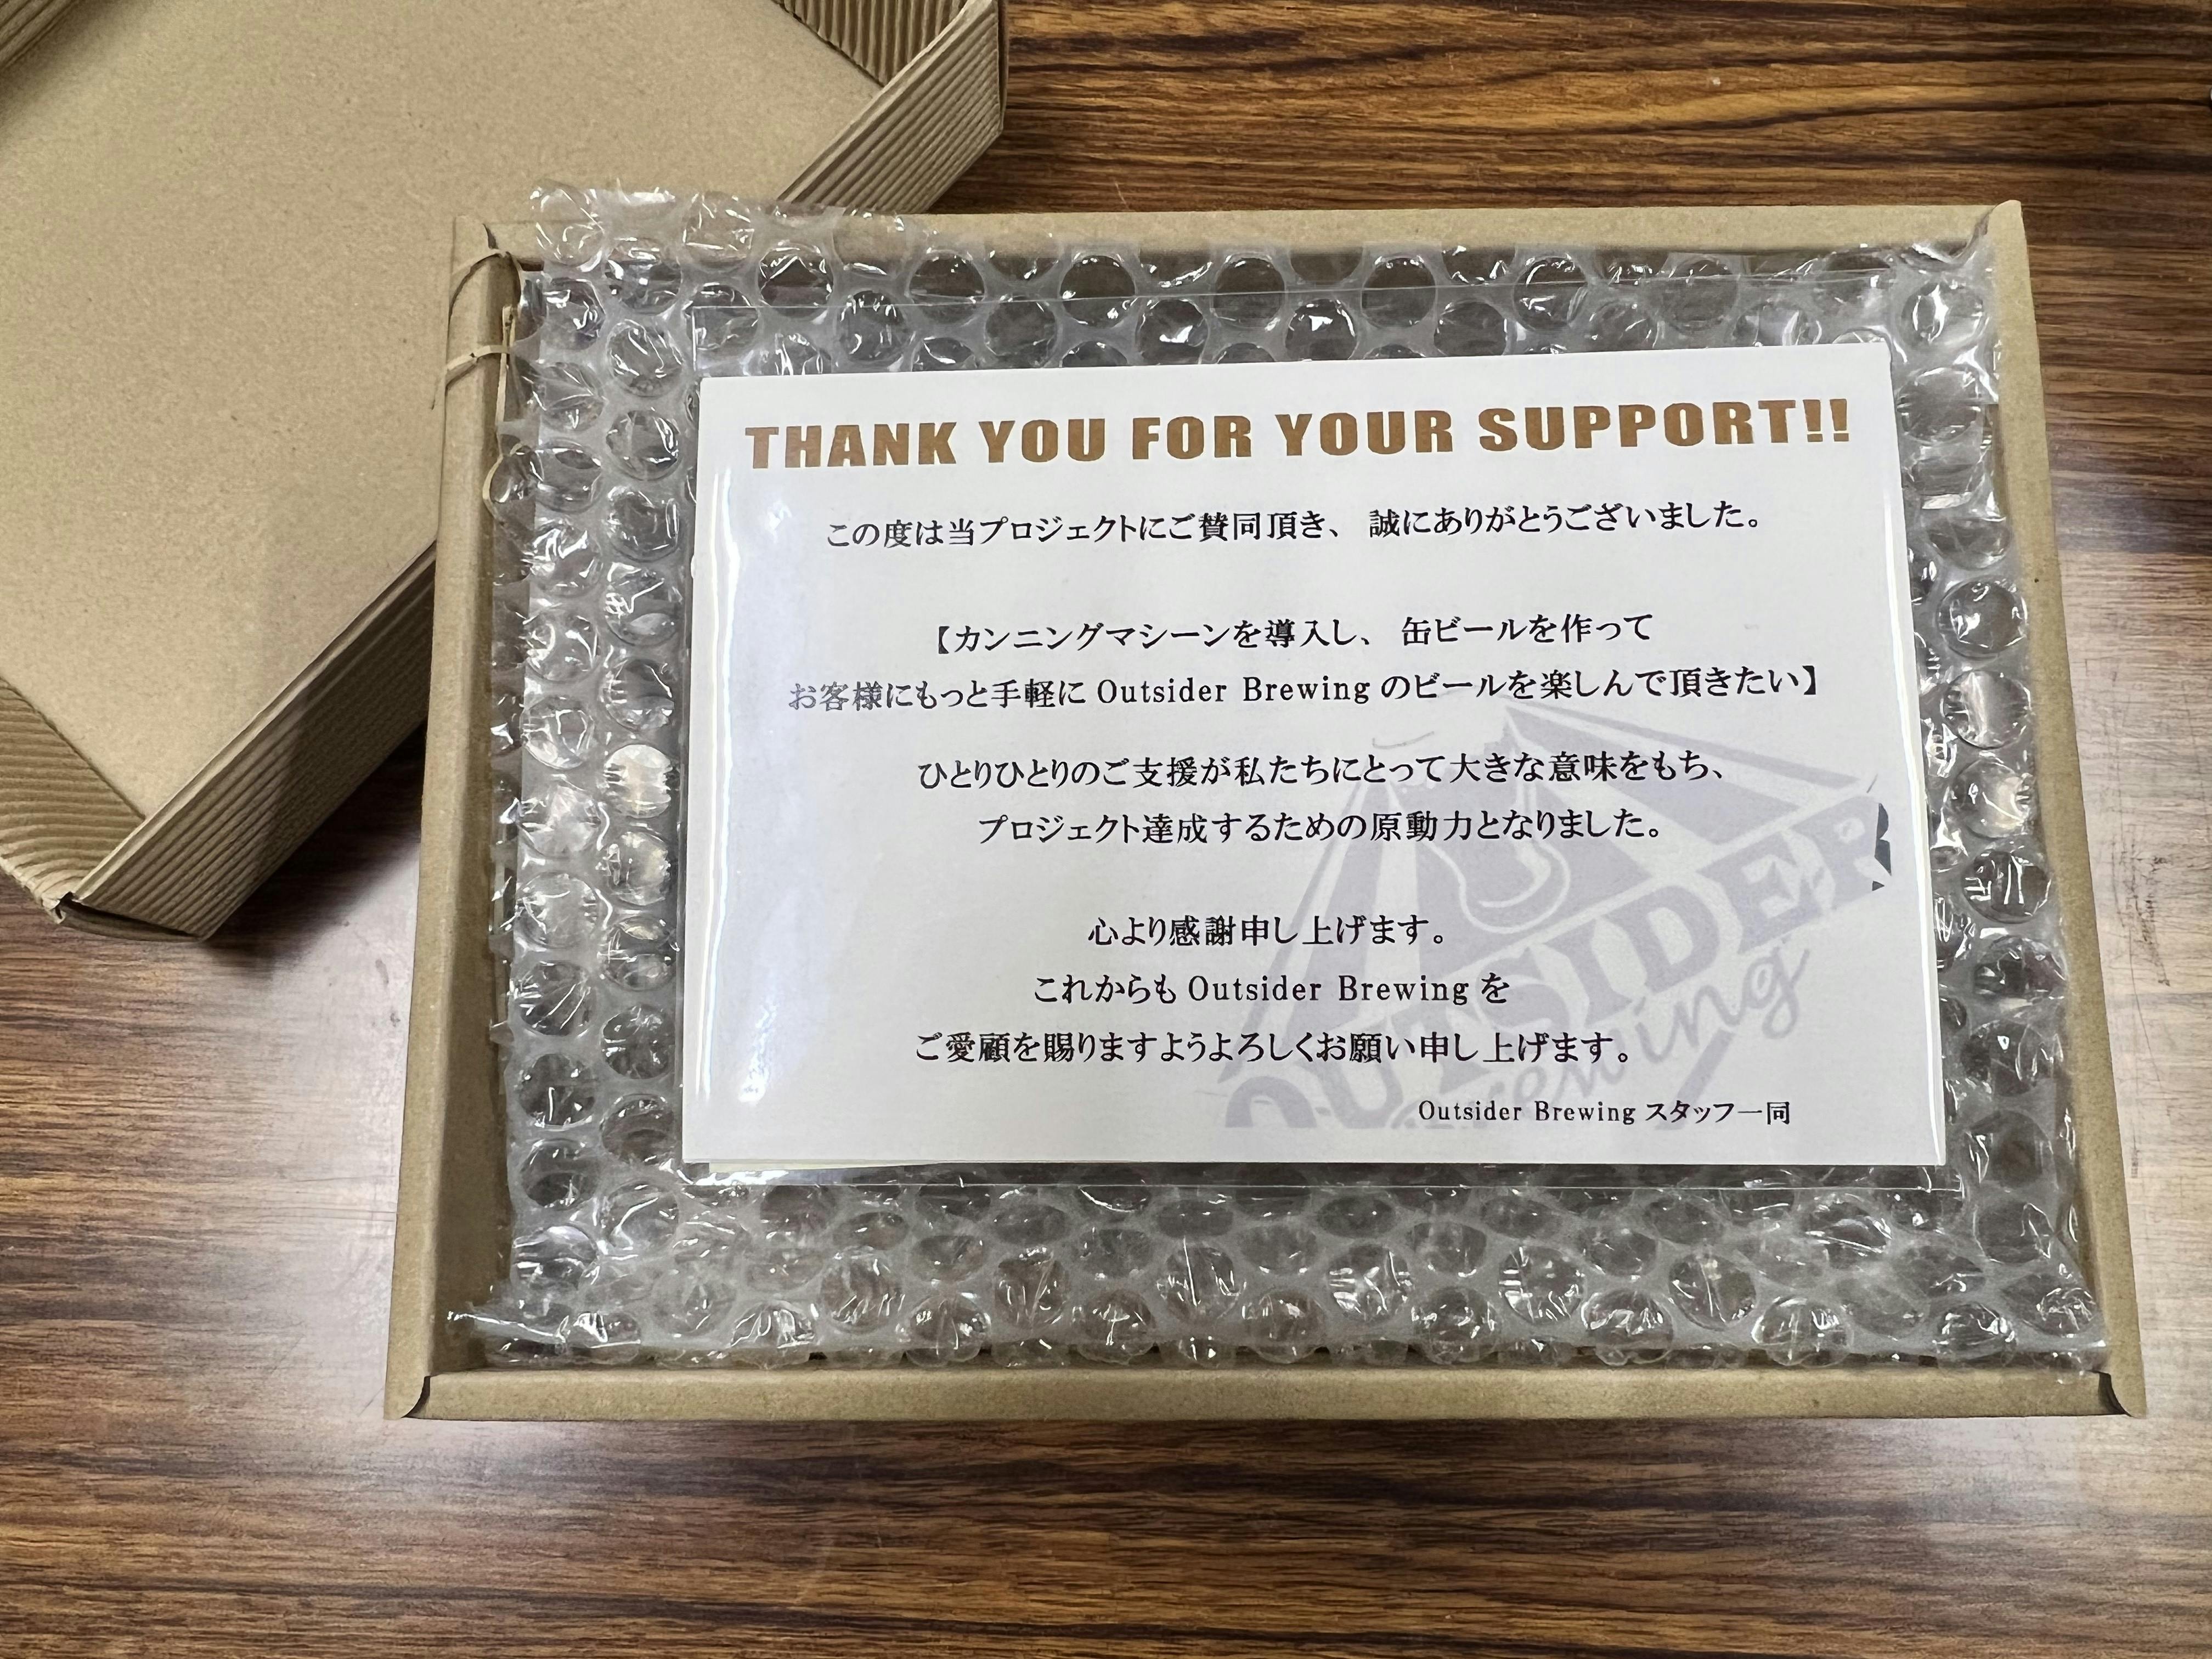 THANK YOU FOR YOUR SUPPORT!!
この度は当プロジェクトにご賛同頂き、 誠にありがとうございました。
【カンニングマシーンを導入し、 缶ビールを作って
お客様にもっと手軽に Outsider Brewing のビールを楽しんで頂きたい】
ひとりひとりのご支援が私たちにとって大きな意味をもち、
プロジェクト達成するための原動力となりました。
心より感謝申し上げます。
これからも Outsider Brewing を
ご愛顧を賜りますようよろしくお願い申し上げます。
Outsider Brewing スタッフ一同
OUTSIDER
Brewing